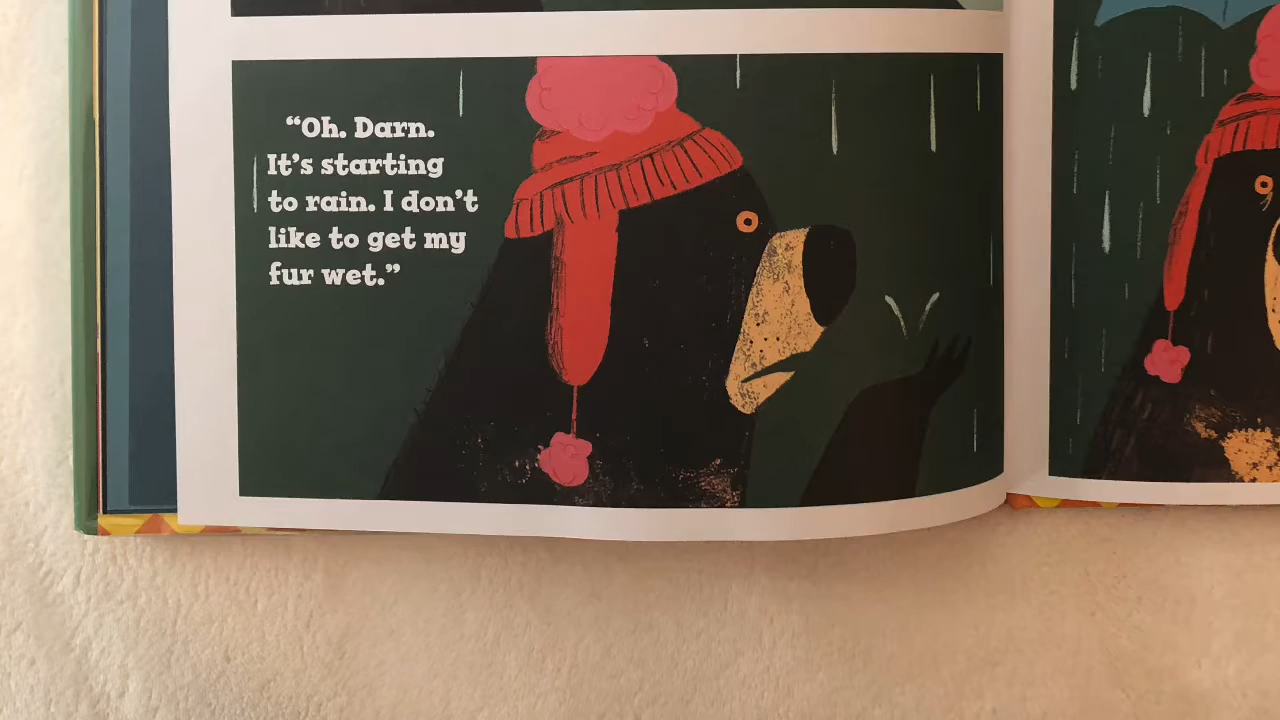 “Oh. Darn.
It’s starting
to rain. I don’t
like to get my
fur wet.”